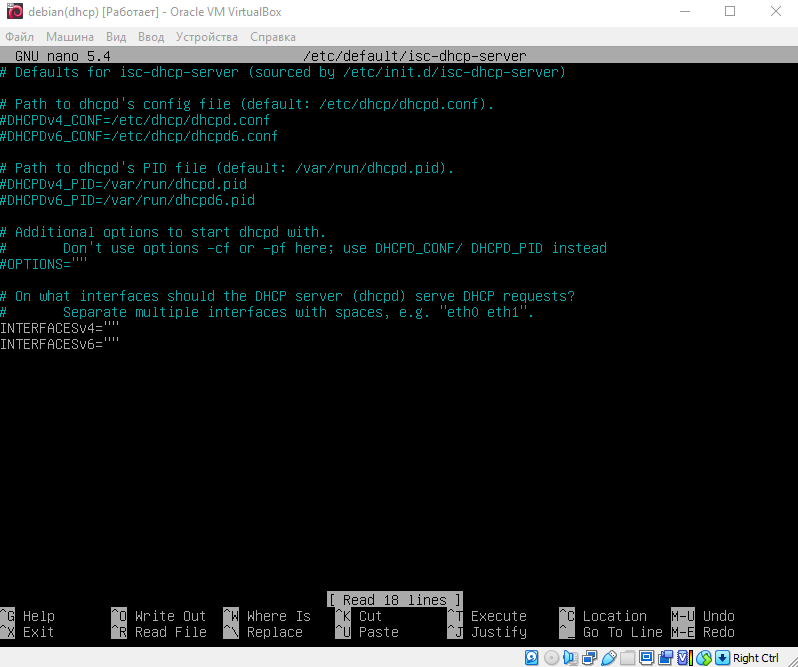 debian(dhcp) [Работает] - Oracle VM VirtualBox
Файл Машина Вид Ввод Устройства Справка
GNU nano 5.4 /etc/default/isc-dhcp-server
# Defaults for isc-dhcp-server (sourced by /etc/init.d/isc-dhcp-server)
# Path to dhcpd's config file (default: /etc/dhcp/dhcpd.conf).
#DHCPDv4_CONF=/etc/dhcp/dhcpd.conf
#DHCPDv6_CONF=/etc/dhcp/dhcpd6.conf
# Path to dhcpd's PID file (default: /var/run/dhcpd.pid).
#DHCPDv4_PID=/var/run/dhcpd.pid
#DHCPDv6_PID=/var/run/dhcpd6.pid
# Additional options to start dhcpd with.
# Don't use options -cf or -pf here; use DHCPD_CONF/ DHCPD_PID instead
#OPTIONS=""
# On what interfaces should the DHCP server (dhcpd) serve DHCP requests?
# Separate multiple interfaces with spaces, e.g. "eth0 eth1".
INTERFACESv4=""
INTERFACESv6=""
[ Read 18 lines ]
^G Help ^O Write Out ^W Where Is ^K Cut ^T Execute ^C Location M-U Undo
^X Exit ^R Read File ^\ Replace ^U Paste ^J Justify ^_ Go To Line M-E Redo
Right Ctrl